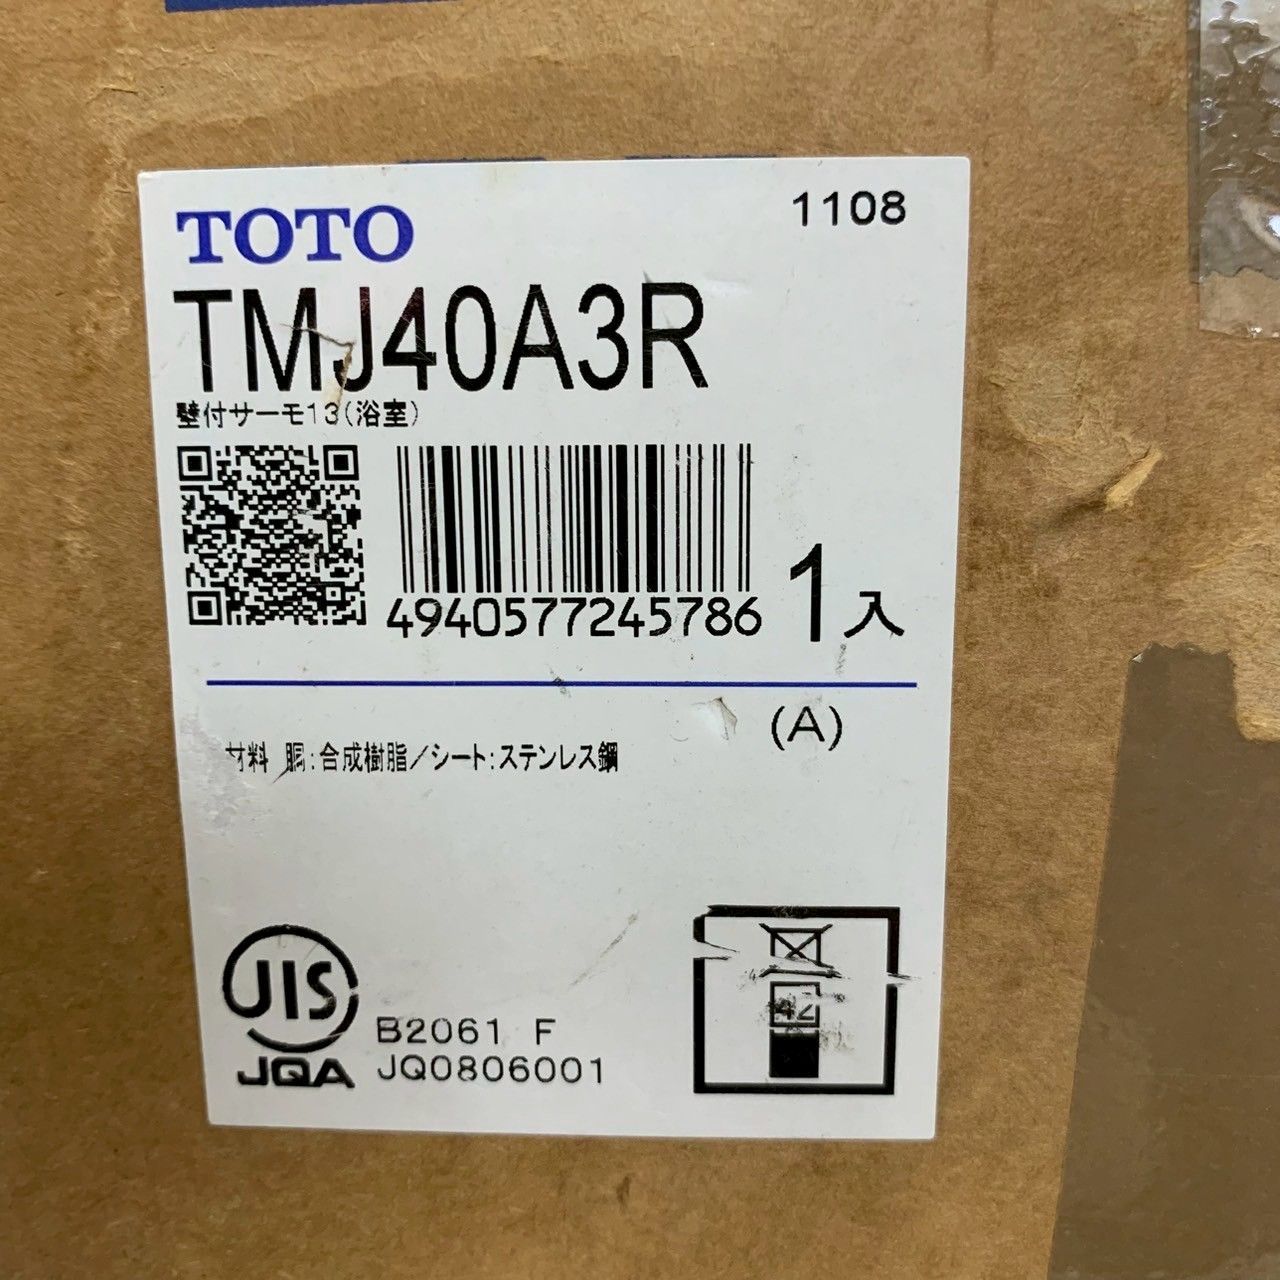 TOTO
1108
TMJ40A3R
壁付サーモ13(浴室)
4940577245786
1入
(A)
材料 胴:合成樹脂/シート:ステンレス鋼
JIS
JQA
B2061 F
JQ0806001
42